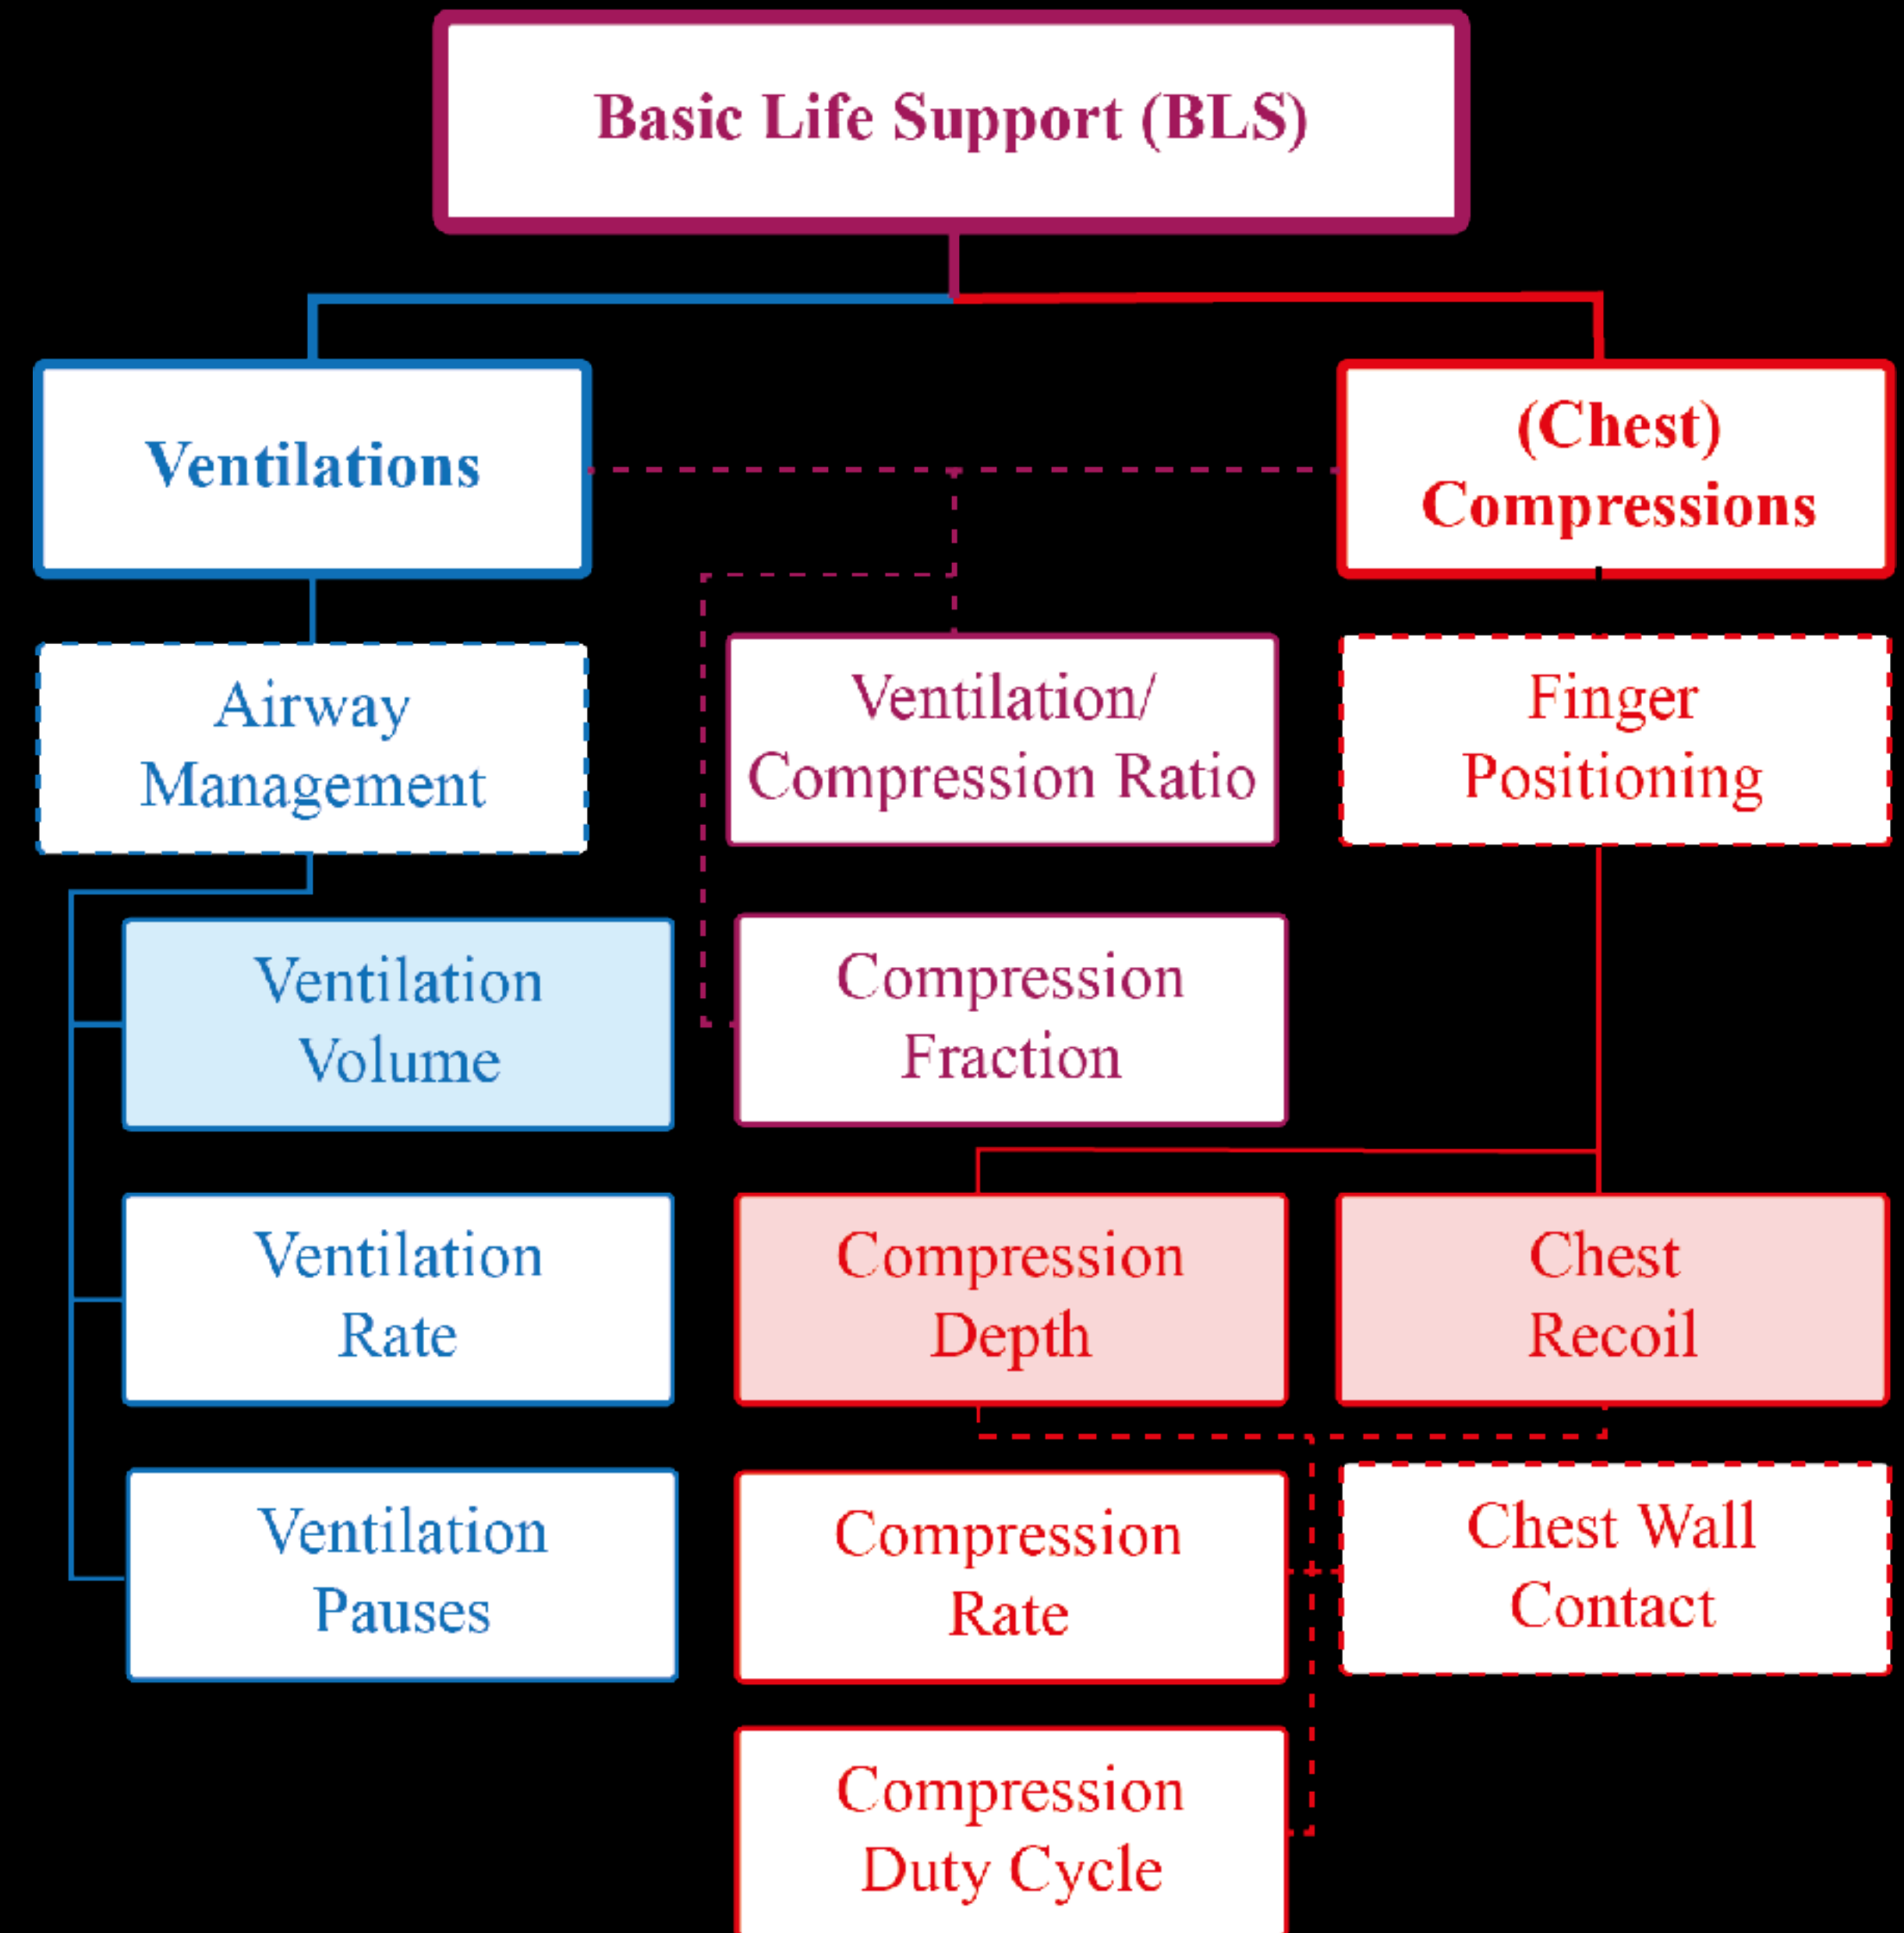 Basic Life Support (BLS)
Ventilations
(Chest)
Compressions
Airway
Management
Ventilation/
Compression Ratio
Finger
Positioning
Ventilation
Volume
Compression
Fraction
Ventilation
Rate
Compression
Depth
Chest
Recoil
Ventilation
Pauses
Compression
Rate
Chest Wall
Contact
Compression
Duty Cycle